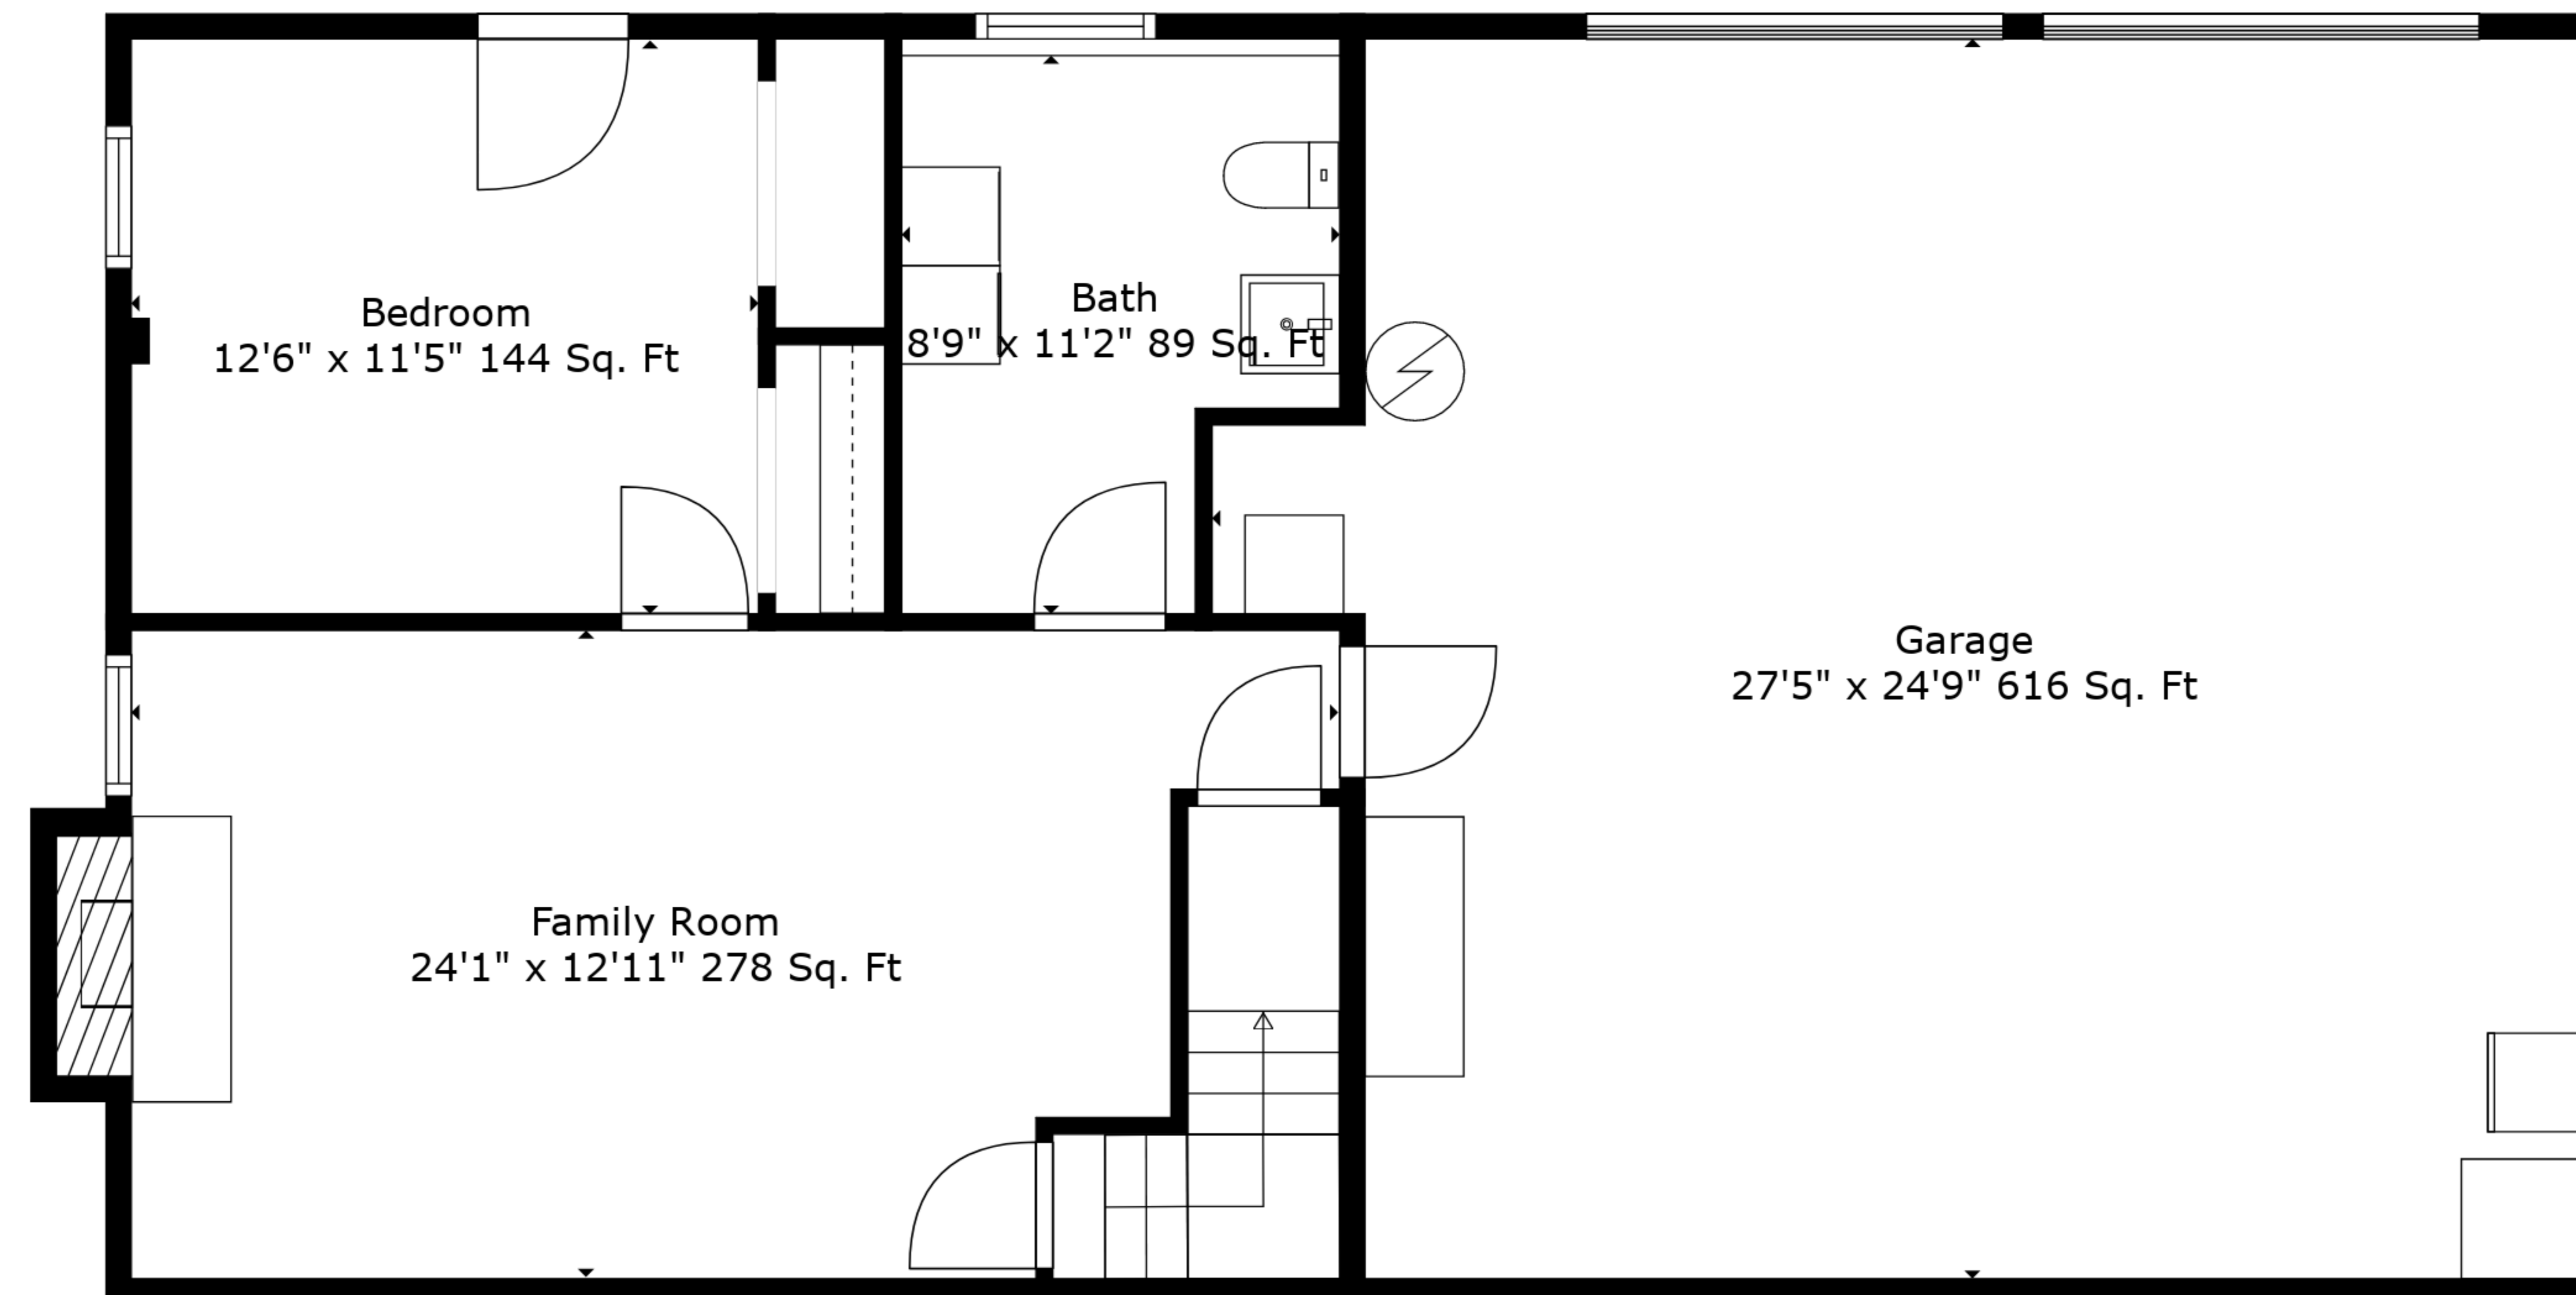 Bedroom
12'6" x 11'5" 144 Sq. Ft
Bath
8'9" x 11'2" 89 Sq. Ft
Garage
27'5" x 24'9" 616 Sq. Ft
Family Room
24'1" x 12'11" 278 Sq. Ft